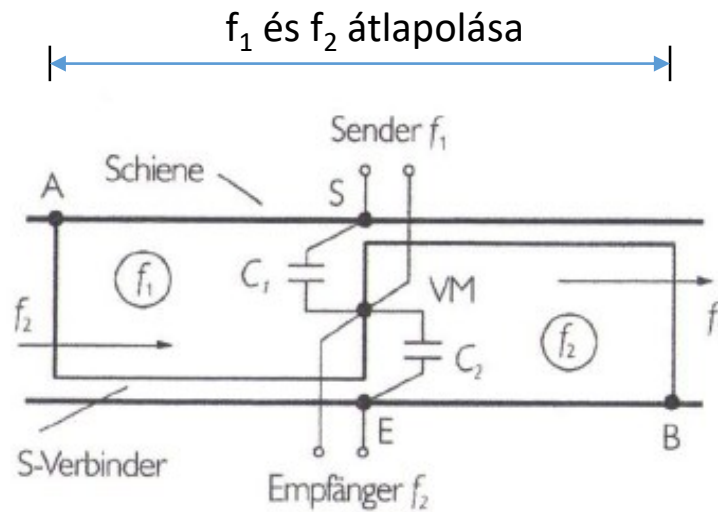 f₁ és f₂ átlapolása
Sender f₁
Schiene
A
S
C₁
f₁
VM
f₂
f
f₂
C₂
E
B
S-Verbinder
Empfänger f₂